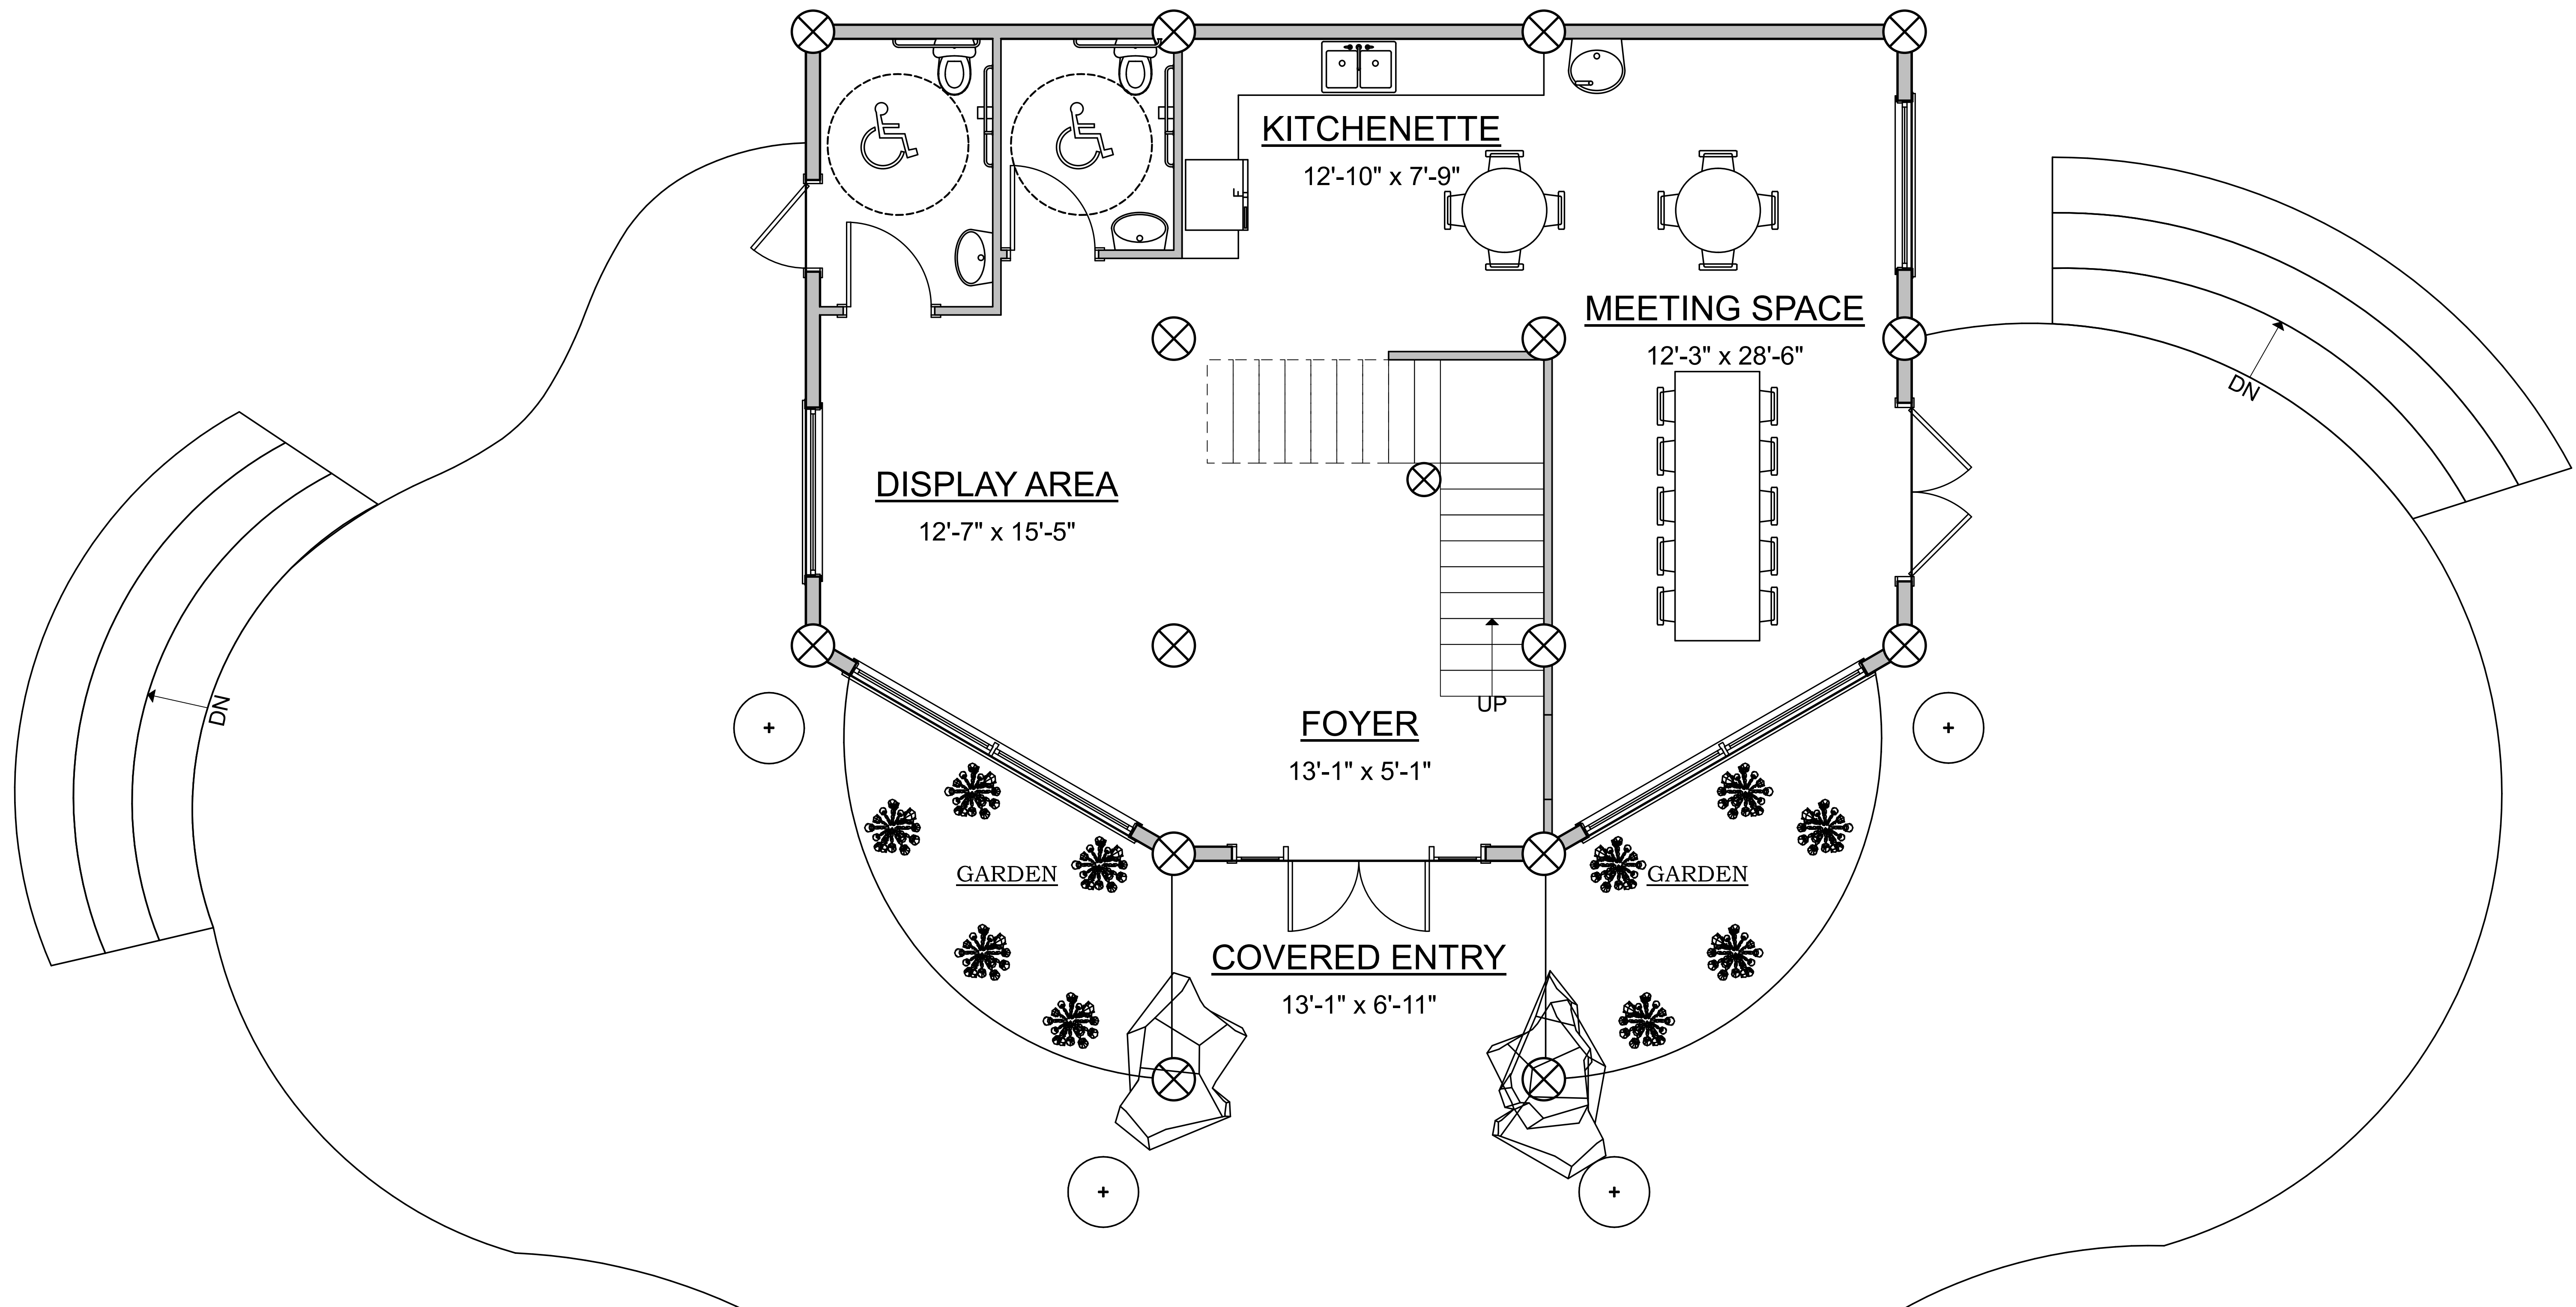 KITCHENETTE
12'-10" x 7'-9"
F
MEETING SPACE
12'-3" x 28'-6"
DN
DISPLAY AREA
12'-7" x 15'-5"
DN
UP
FOYER
13'-1" x 5'-1"
GARDEN
GARDEN
COVERED ENTRY
13'-1" x 6'-11"